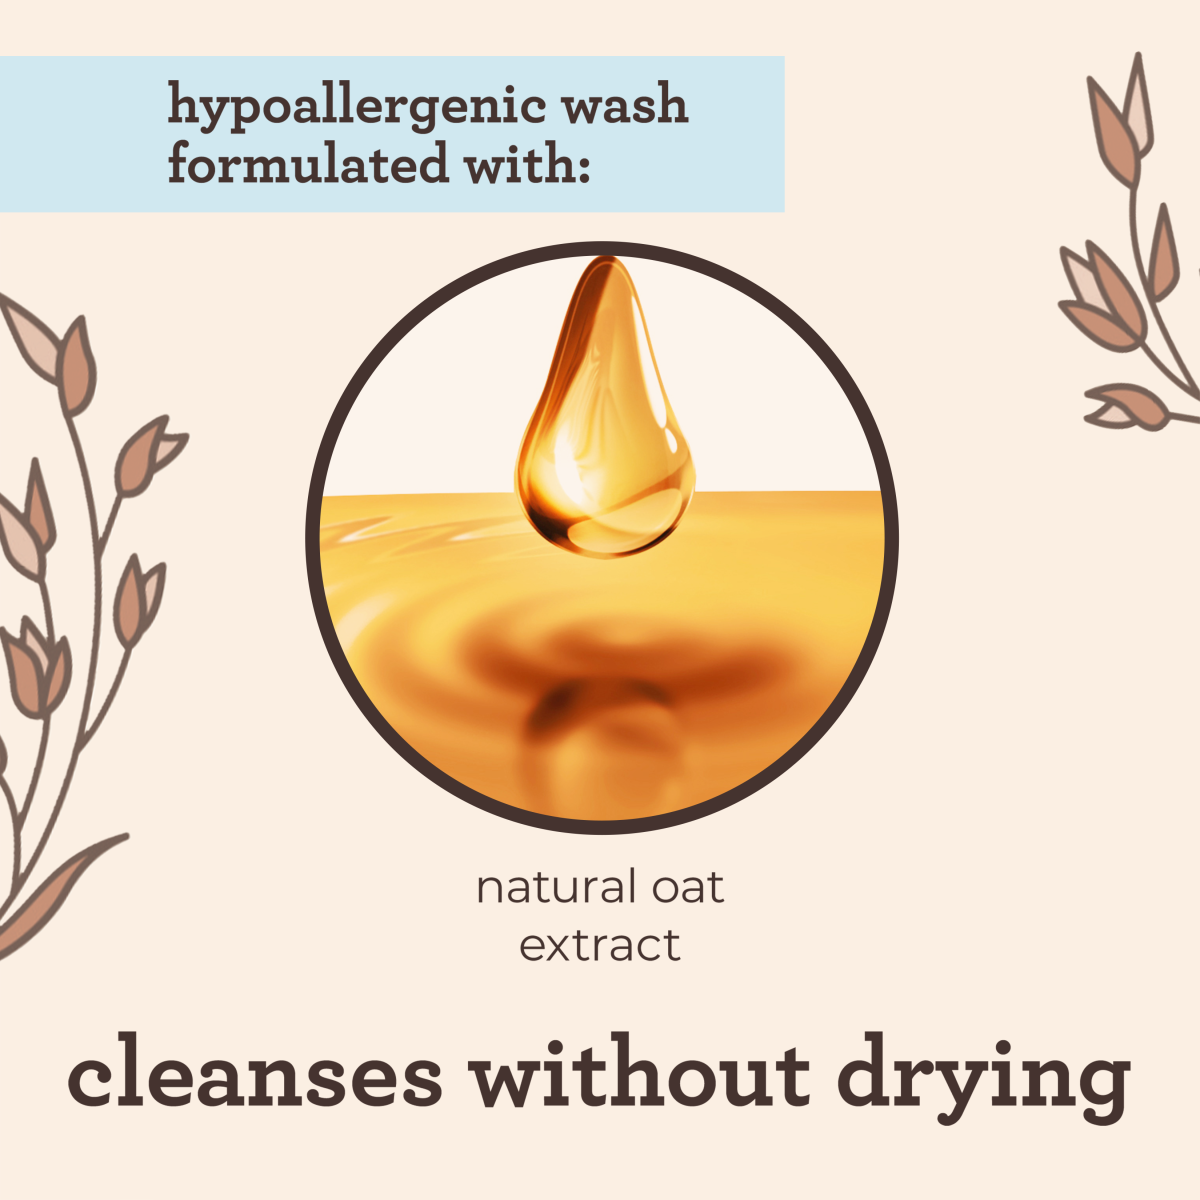 hypoallergenic wash
formulated with:
natural oat
extract
cleanses without drying